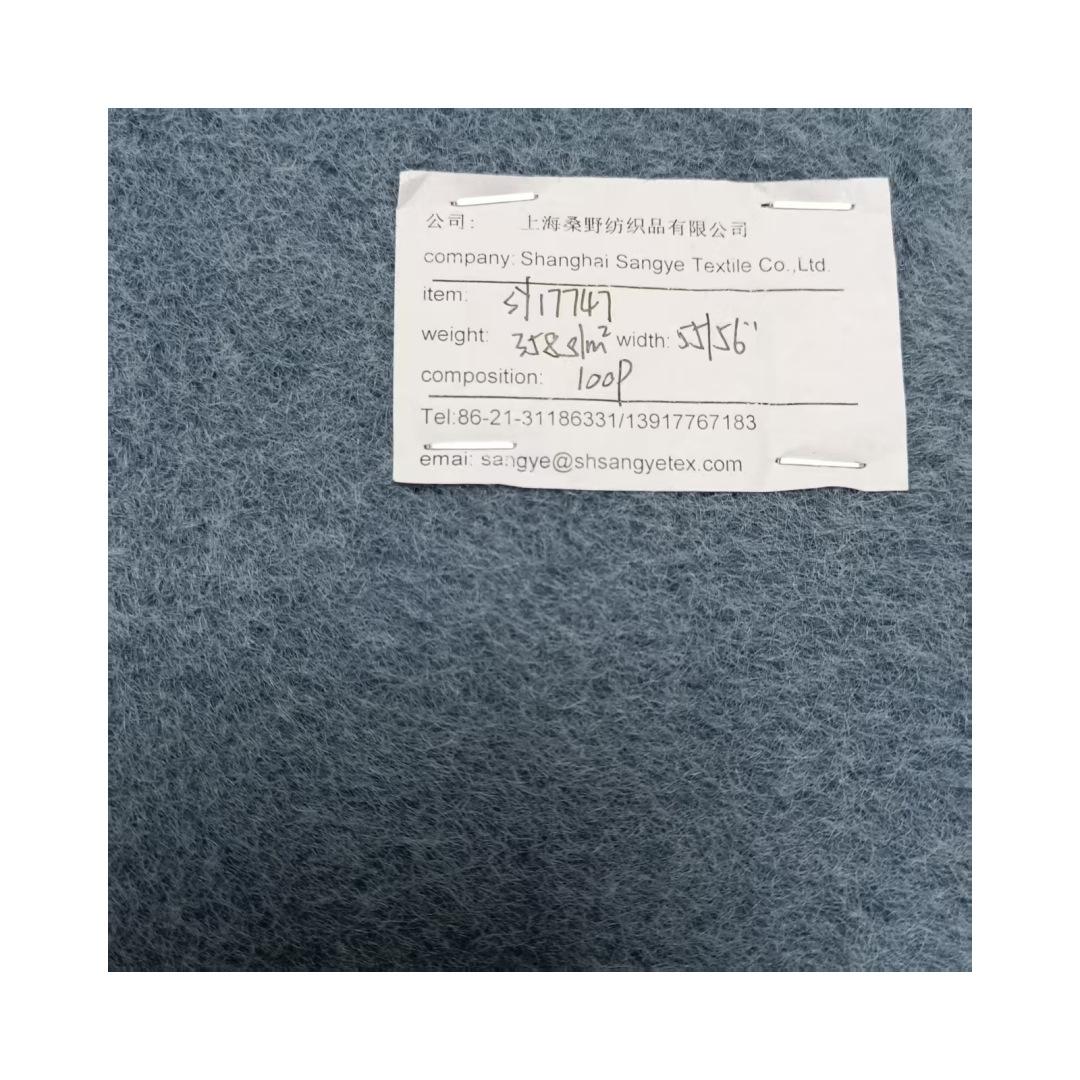 公司: 上海桑野纺织品有限公司
company: Shanghai Sangye Textile Co.,Ltd.
item: SY17747
weight: 358g/m² width: 55/56"
composition: 100P
Tel:86-21-31186331/13917767183
emai: sangye@shsangyetex.com